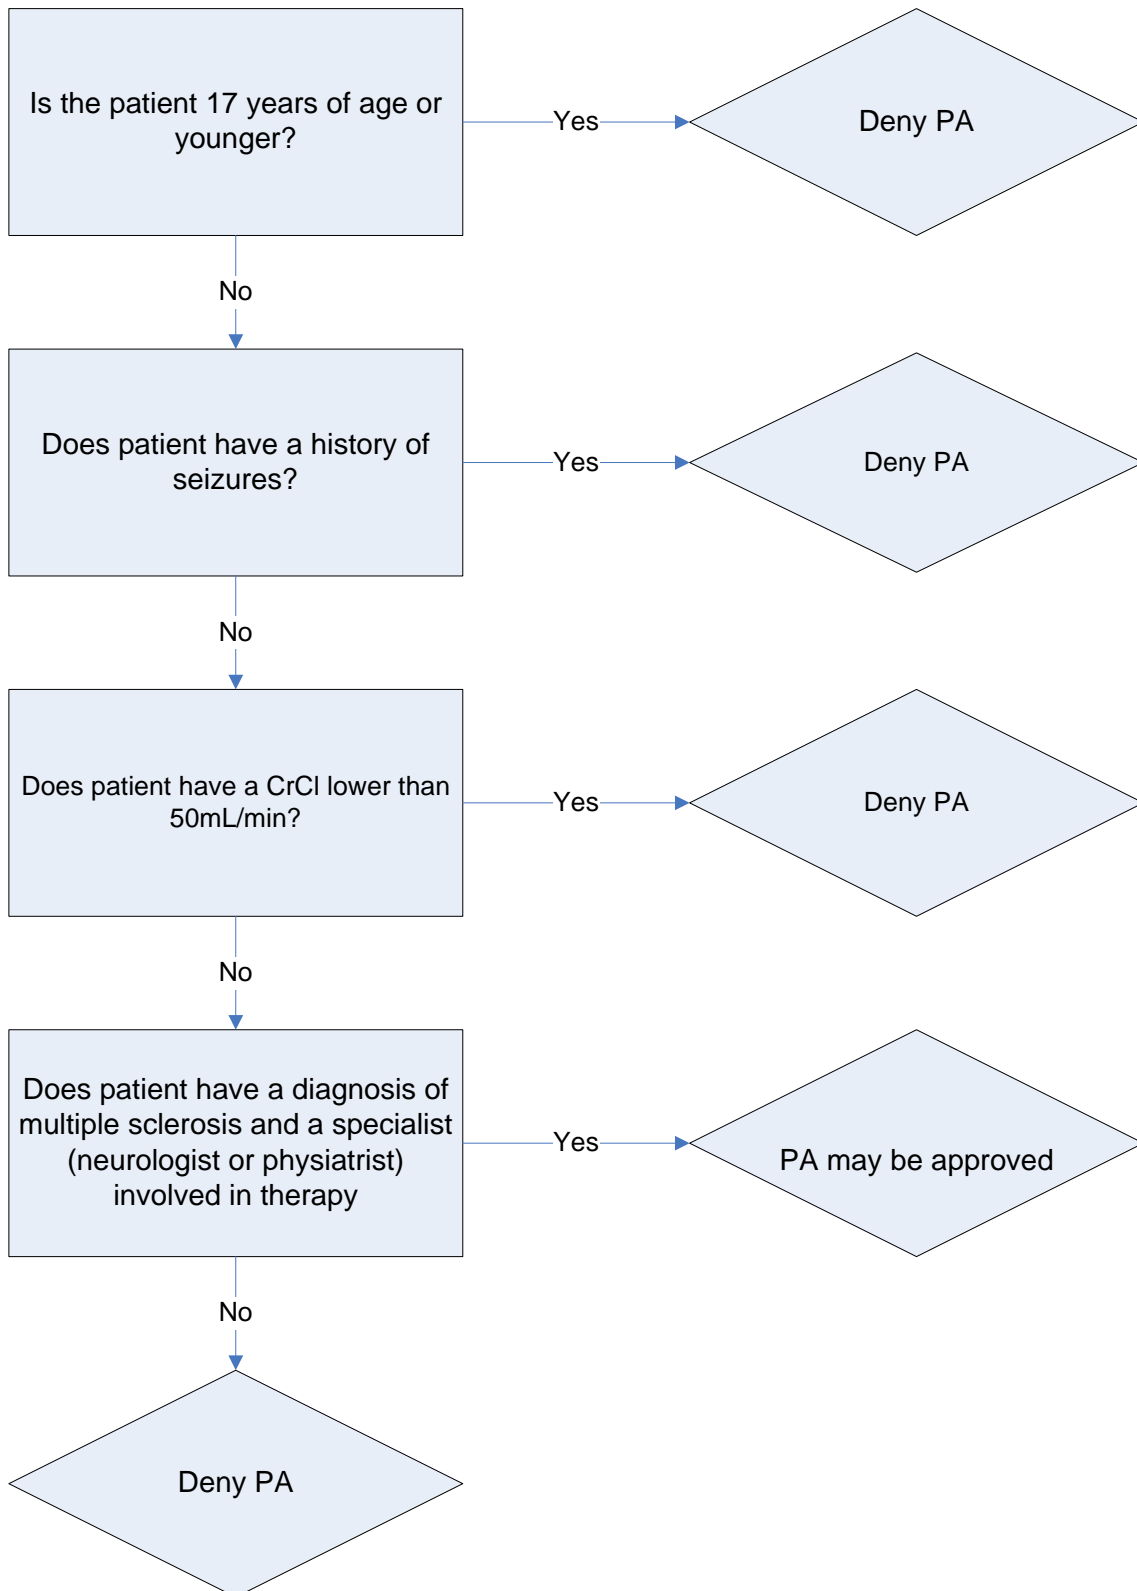 Is the patient 17 years of age or
younger?
Yes
Deny PA
No
Does patient have a history of
seizures?
Yes
Deny PA
No
Does patient have a CrCl lower than
50mL/min?
Yes
Deny PA
No
Does patient have a diagnosis of
multiple sclerosis and a specialist
(neurologist or physiatrist)
involved in therapy
Yes
PA may be approved
No
Deny PA